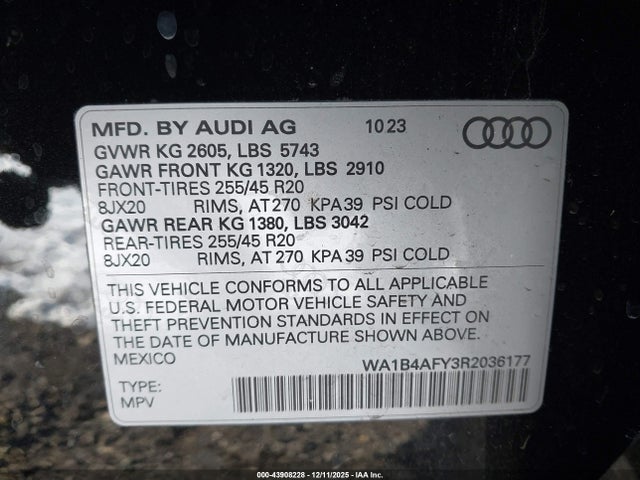 MFD. BY AUDI AG 10 23
GVWR KG 2605, LBS 5743
GAWR FRONT KG 1320, LBS 2910
FRONT-TIRES 255/45 R20
8JX20 RIMS, AT 270 KPA 39 PSI COLD
GAWR REAR KG 1380, LBS 3042
REAR-TIRES 255/45 R20
8JX20 RIMS, AT 270 KPA 39 PSI COLD
THIS VEHICLE CONFORMS TO ALL APPLICABLE
U.S. FEDERAL MOTOR VEHICLE SAFETY AND
THEFT PREVENTION STANDARDS IN EFFECT ON
THE DATE OF MANUFACTURE SHOWN ABOVE.
MEXICO WA1B4AFY3R2036177
TYPE:
MPV
000-43908228 - 12/11/2025 - IAA Inc.